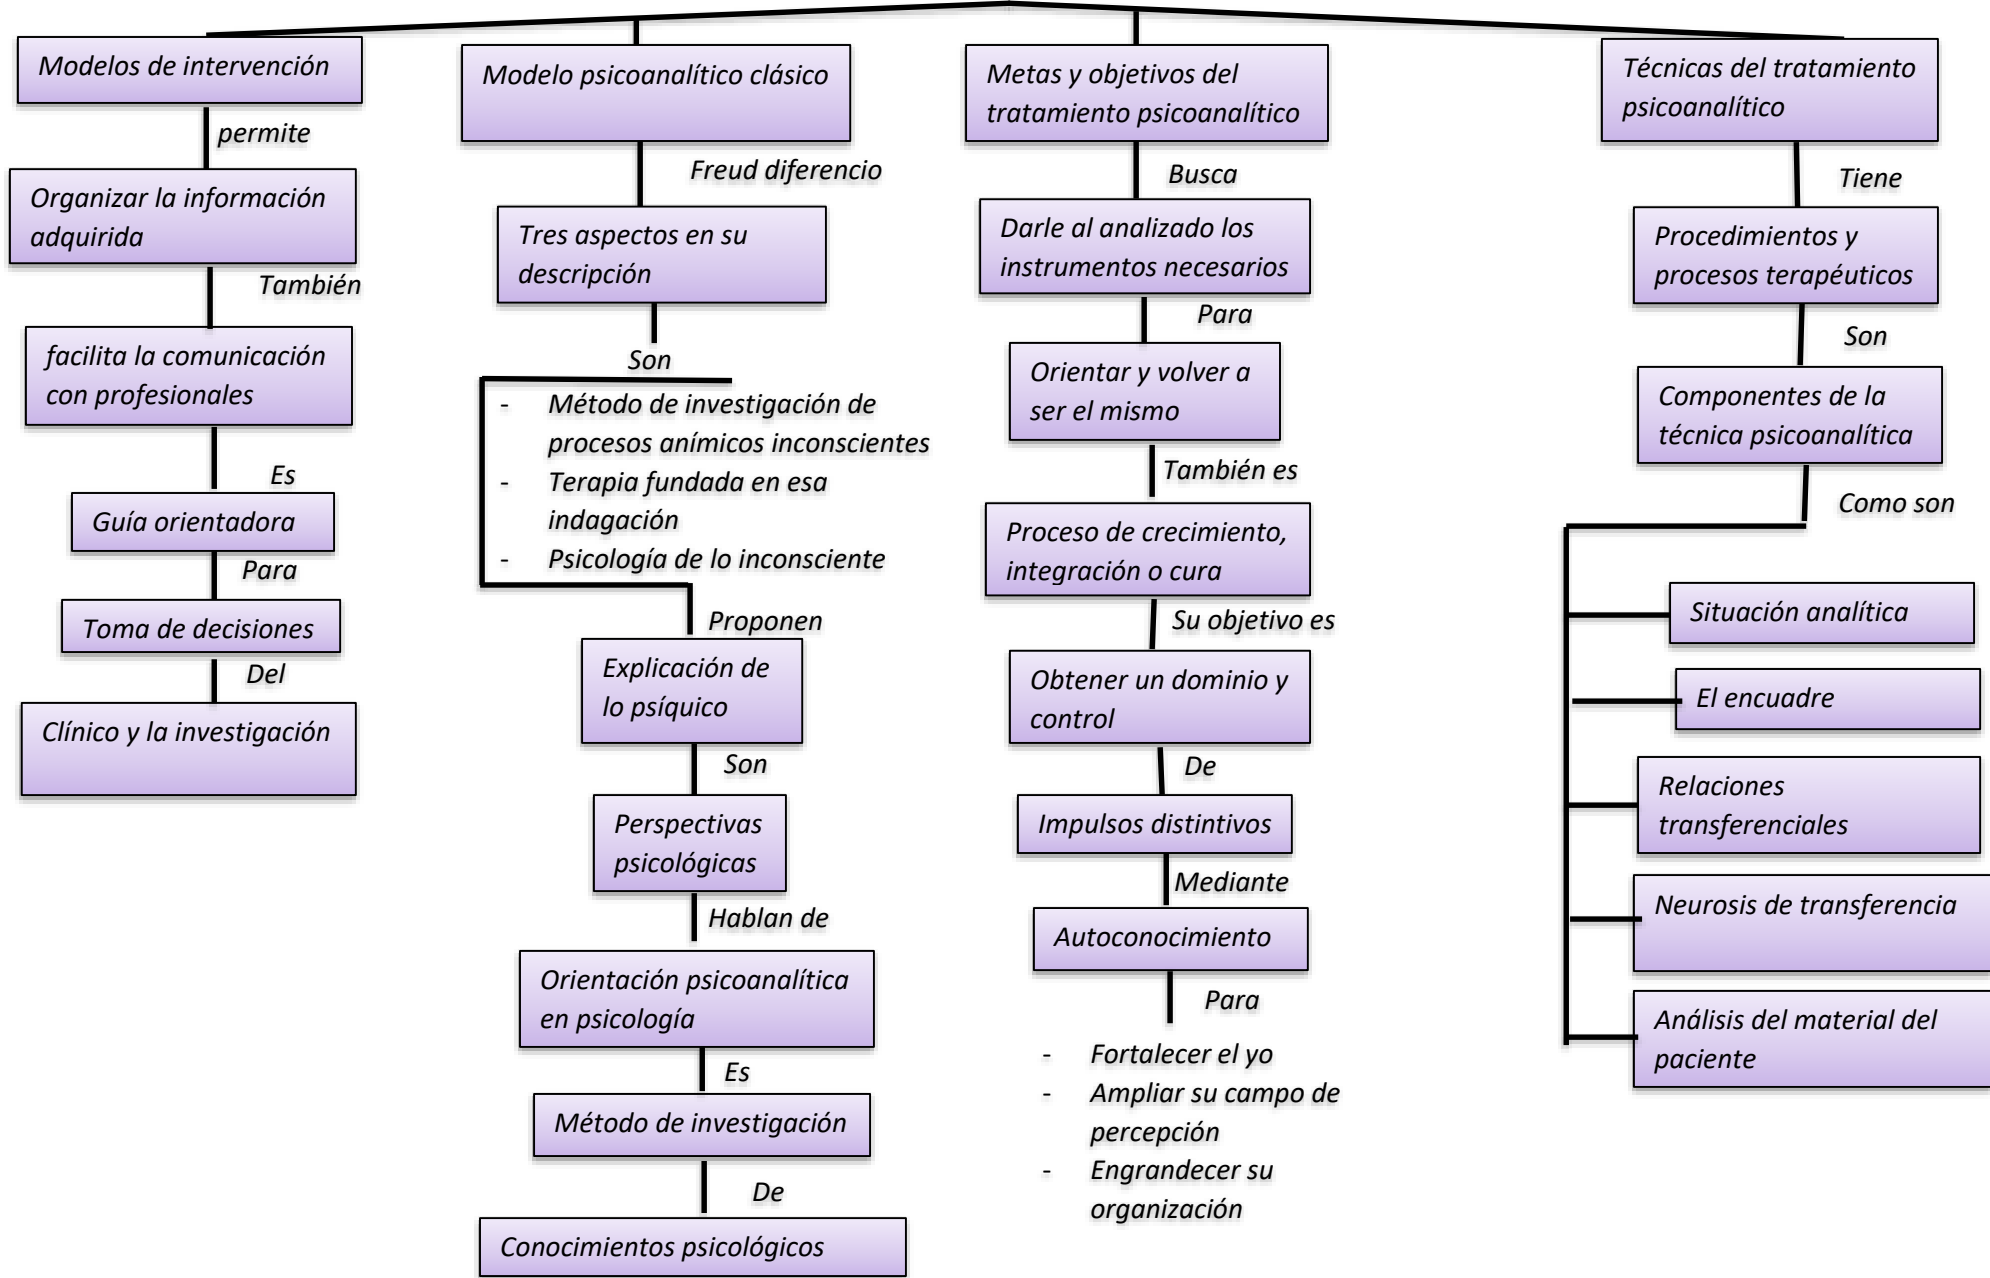 Modelos de intervención
permite
Organizar la información
adquirida
También
facilita la comunicación
con profesionales
Es
Guía orientadora
Para
Toma de decisiones
Del
Clínico y la investigación
Modelo psicoanalítico clásico
Freud diferencio
Tres aspectos en su
descripción
Son
- Método de investigación de
procesos anímicos inconscientes
- Terapia fundada en esa
indagación
- Psicología de lo inconsciente
Proponen
Explicación de
lo psíquico
Son
Perspectivas
psicológicas
Hablan de
Orientación psicoanalítica
en psicología
Es
Método de investigación
De
Conocimientos psicológicos
Metas y objetivos del
tratamiento psicoanalítico
Busca
Darle al analizado los
instrumentos necesarios
Para
Orientar y volver a
ser el mismo
También es
Proceso de crecimiento,
integración o cura
Su objetivo es
Obtener un dominio y
control
De
Impulsos distintivos
Mediante
Autoconocimiento
Para
- Fortalecer el yo
- Ampliar su campo de
percepción
- Engrandecer su
organización
Técnicas del tratamiento
psicoanalítico
Tiene
Procedimientos y
procesos terapéuticos
Son
Componentes de la
técnica psicoanalítica
Como son
Situación analítica
El encuadre
Relaciones
transferenciales
Neurosis de transferencia
Análisis del material del
paciente